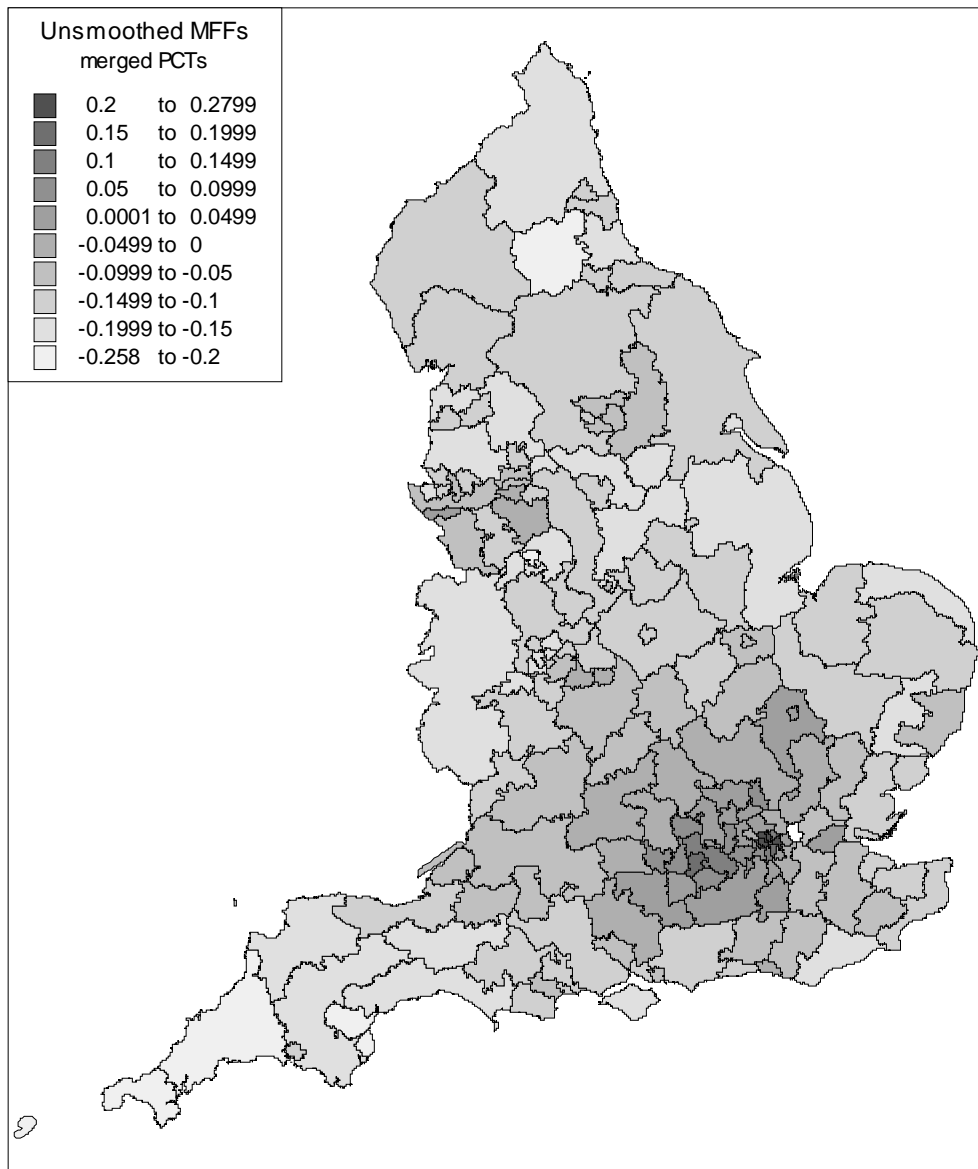 Unsmoothed MFFs
merged PCTs
0.2 to 0.2799
0.15 to 0.1999
0.1 to 0.1499
0.05 to 0.0999
0.0001 to 0.0499
-0.0499 to 0
-0.0999 to -0.05
-0.1499 to -0.1
-0.1999 to -0.15
-0.258 to -0.2